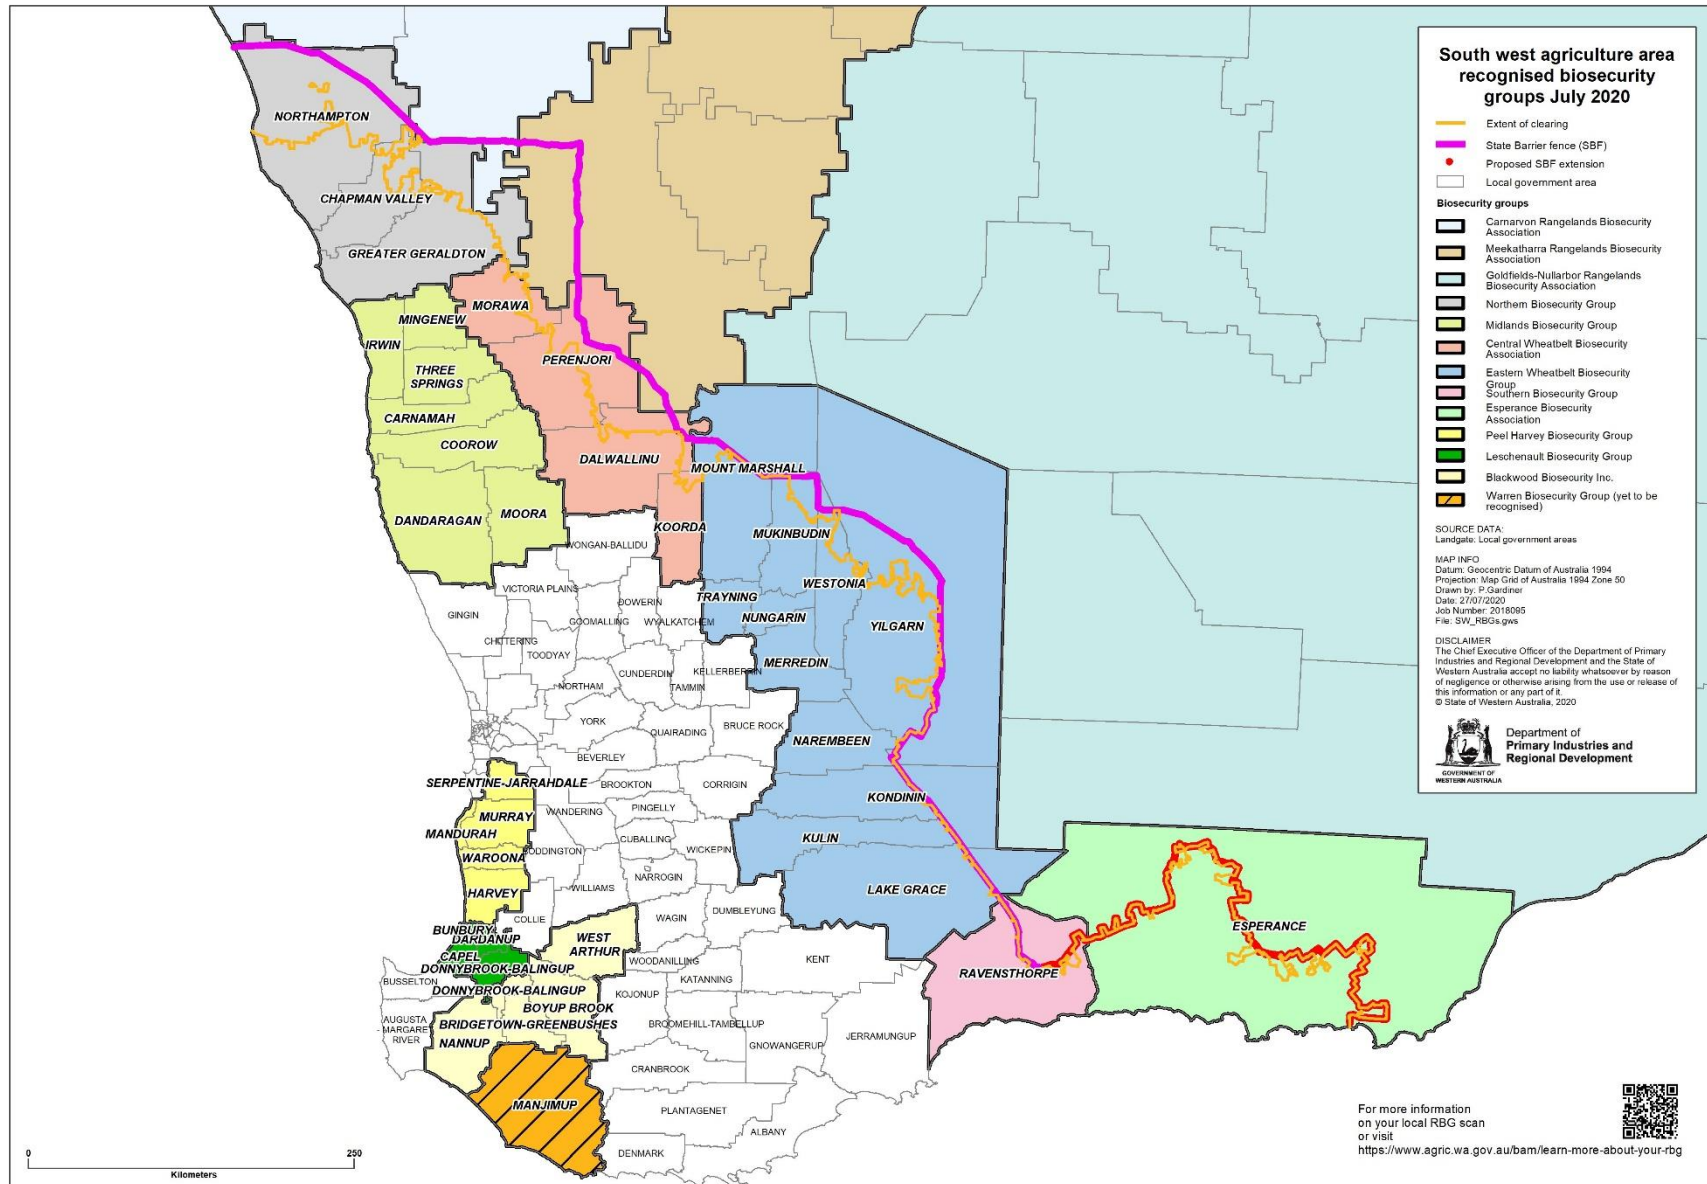 South west agriculture area
recognised biosecurity
groups July 2020
Extent of clearing
State Barrier fence (SBF)
Proposed SBF extension
Local government area
Biosecurity groups
Carnarvon Rangelands Biosecurity
Association
Meekatharra Rangelands Biosecurity
Association
Goldfields-Nullarbor Rangelands
Biosecurity Association
Northern Biosecurity Group
Midlands Biosecurity Group
Central Wheatbelt Biosecurity
Association
Eastern Wheatbelt Biosecurity
Group
Southern Biosecurity Group
Esperance Biosecurity
Association
Peel Harvey Biosecurity Group
Leschenault Biosecurity Group
Blackwood Biosecurity Inc.
Warren Biosecurity Group (yet to be
recognised)
SOURCE DATA:
Landgate: Local government areas
MAP INFO
Datum: Geocentric Datum of Australia 1994
Projection: Map Grid of Australia 1994 Zone 50
Drawn by: P.Gardiner
Date: 27/07/2020
Job Number: 2018095
File: SW_RBGs.gws
DISCLAIMER
The Chief Executive Officer of the Department of Primary
Industries and Regional Development and the State of
Western Australia accept no liability whatsoever by reason
of negligence or otherwise arising from the use or release of
this information or any part of it.
© State of Western Australia, 2020
GOVERNMENT OF
WESTERN AUSTRALIA
Department of
Primary Industries and
Regional Development
NORTHAMPTON
CHAPMAN VALLEY
GREATER GERALDTON
MORAWA
MINGENEW
IRWIN
PERENJORI
THREE
SPRINGS
CARNAMAH
COOROW
DALWALLINU
MOUNT MARSHALL
DANDARAGAN
MOORA
KOORDA
MUKINBUDIN
WONGAN-BALLIDU
VICTORIA PLAINS
WESTONIA
TRAYNING
DOWERIN
GINGIN
GOOMALLING
WYALKATCHEM
NUNGARIN
YILGARN
CHITTERING
TOODYAY
MERREDIN
CUNDERDIN
KELLERBERRIN
NORTHAM
TAMMIN
YORK
BRUCE ROCK
QUAIRADING
NAREMBEEN
BEVERLEY
SERPENTINE-JARRAHDALE
BROOKTON
CORRIGIN
KONDININ
MURRAY
WANDERING
PINGELLY
MANDURAH
CUBALLING
KULIN
WAROONA
BODDINGTON
WICKEPIN
NARROGIN
HARVEY
WILLIAMS
LAKE GRACE
COLLIE
WAGIN
DUMBLEYUNG
BUNBURY
DARDANUP
WEST
ARTHUR
ESPERANCE
CAPEL
DONNYBROOK-BALINGUP
WOODANILLING
KENT
RAVENSTHORPE
BUSSELTON
KATANNING
DONNYBROOK-BALINGUP
KOJONUP
BOYUP BROOK
AUGUSTA
- MARGARET
RIVER
BRIDGETOWN-GREENBUSHES
BROOMEHILL-TAMBELLUP
JERRAMUNGUP
NANNUP
GNOWANGERUP
CRANBROOK
MANJIMUP
PLANTAGENET
ALBANY
DENMARK
0
250
Kilometers
For more information
on your local RBG scan
or visit
https://www.agric.wa.gov.au/bam/learn-more-about-your-rbg